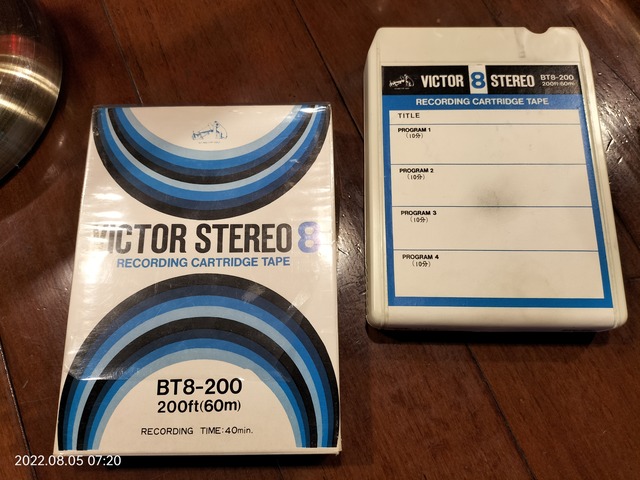 VICTOR STEREO 8
RECORDING CARTRIDGE TAPE
BT8-200
200ft(60m)
RECORDING TIME:40min.
VICTOR 8 STEREO
BT8-200
200ft(60m)
RECORDING CARTRIDGE TAPE
TITLE
PROGRAM 1
(10分)
PROGRAM 2
(10分)
PROGRAM 3
(10分)
PROGRAM 4
(10分)
2022.08.05 07:20